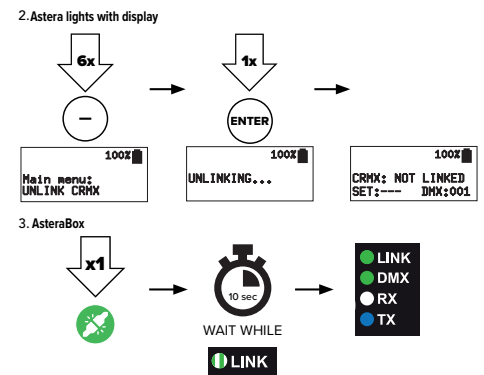 2. Astera lights with display
6x
1x
–
ENTER
100%
Main menu:
UNLINK CRMX
100%
UNLINKING...
100%
CRMX: NOT LINKED
SET:--- DMX:001
3. AsteraBox
x1
10 sec
WAIT WHILE
LINK
LINK
DMX
RX
TX